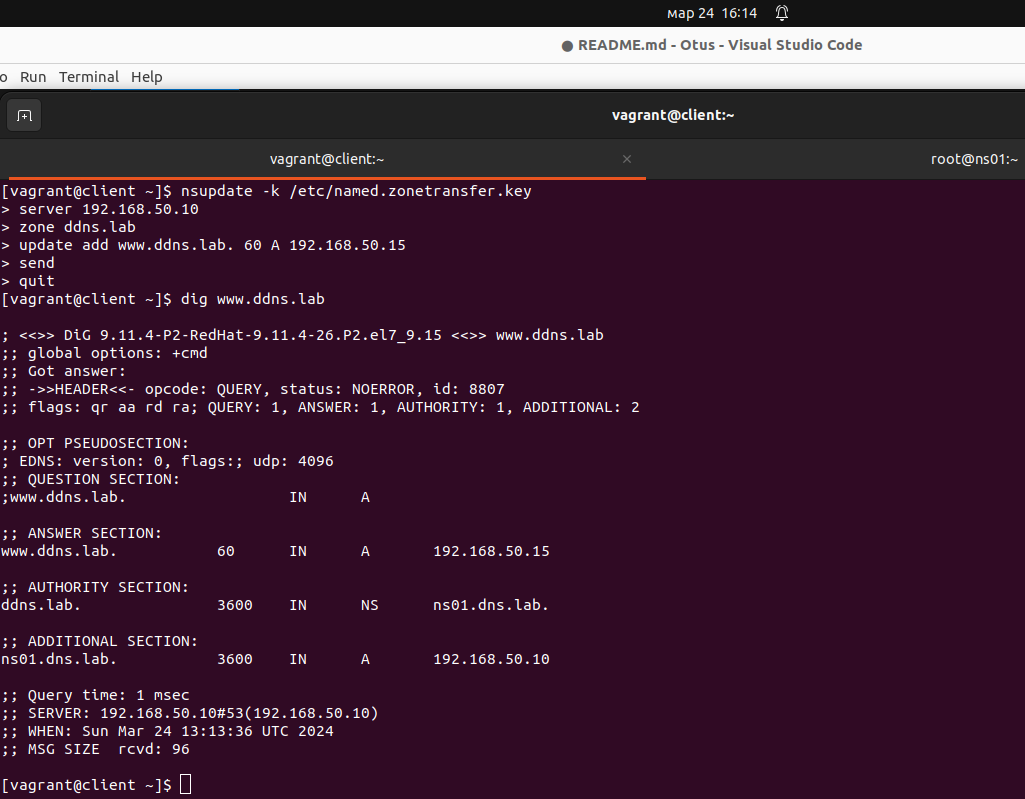 мар 24 16:14
● README.md - Otus - Visual Studio Code
o Run Terminal Help
vagrant@client:~
vagrant@client:~ × root@ns01:~
[vagrant@client ~]$ nsupdate -k /etc/named.zonetransfer.key
> server 192.168.50.10
> zone ddns.lab
> update add www.ddns.lab. 60 A 192.168.50.15
> send
> quit
[vagrant@client ~]$ dig www.ddns.lab
; <<>> DiG 9.11.4-P2-RedHat-9.11.4-26.P2.el7_9.15 <<>> www.ddns.lab
;; global options: +cmd
;; Got answer:
;; ->>HEADER<<- opcode: QUERY, status: NOERROR, id: 8807
;; flags: qr aa rd ra; QUERY: 1, ANSWER: 1, AUTHORITY: 1, ADDITIONAL: 2
;; OPT PSEUDOSECTION:
; EDNS: version: 0, flags:; udp: 4096
;; QUESTION SECTION:
;www.ddns.lab. IN A
;; ANSWER SECTION:
www.ddns.lab. 60 IN A 192.168.50.15
;; AUTHORITY SECTION:
ddns.lab. 3600 IN NS ns01.dns.lab.
;; ADDITIONAL SECTION:
ns01.dns.lab. 3600 IN A 192.168.50.10
;; Query time: 1 msec
;; SERVER: 192.168.50.10#53(192.168.50.10)
;; WHEN: Sun Mar 24 13:13:36 UTC 2024
;; MSG SIZE rcvd: 96
[vagrant@client ~]$